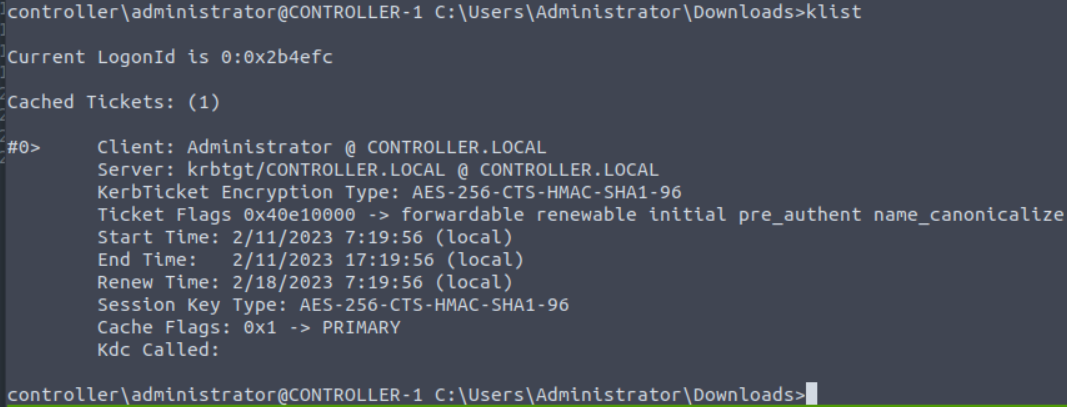 controller\administrator@CONTROLLER-1 C:\Users\Administrator\Downloads>klist
Current LogonId is 0:0x2b4efc
Cached Tickets: (1)
#0>     Client: Administrator @ CONTROLLER.LOCAL
        Server: krbtgt/CONTROLLER.LOCAL @ CONTROLLER.LOCAL
        KerbTicket Encryption Type: AES-256-CTS-HMAC-SHA1-96
        Ticket Flags 0x40e10000 -> forwardable renewable initial pre_authent name_canonicalize
        Start Time: 2/11/2023 7:19:56 (local)
        End Time:   2/11/2023 17:19:56 (local)
        Renew Time: 2/18/2023 7:19:56 (local)
        Session Key Type: AES-256-CTS-HMAC-SHA1-96
        Cache Flags: 0x1 -> PRIMARY
        Kdc Called:
controller\administrator@CONTROLLER-1 C:\Users\Administrator\Downloads>